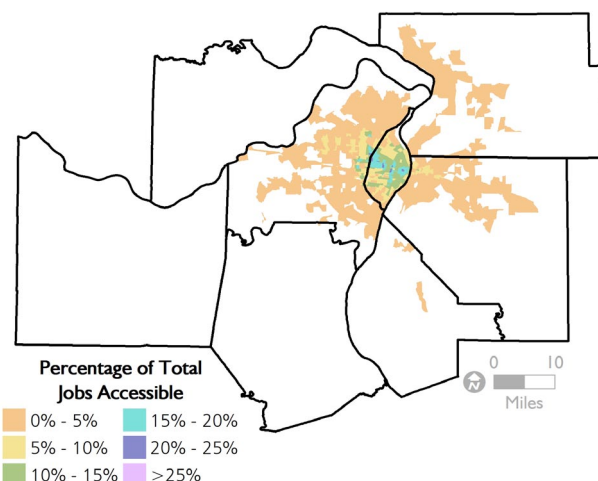 Percentage of Total
Jobs Accessible
0% - 5%
5% - 10%
10% - 15%
15% - 20%
20% - 25%
>25%
N
0 10
Miles